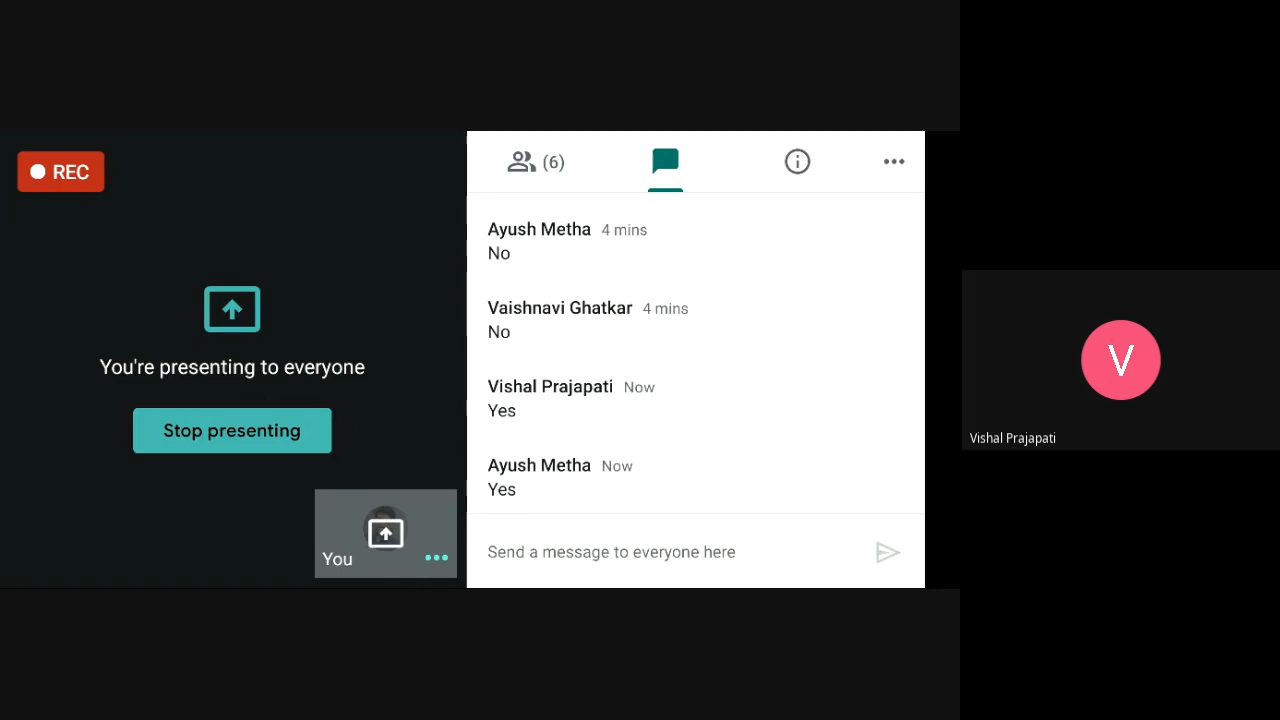 REC
You're presenting to everyone
Stop presenting
You
(6)
Ayush Metha 4 mins
No
Vaishnavi Ghatkar 4 mins
No
Vishal Prajapati Now
Yes
Ayush Metha Now
Yes
Send a message to everyone here
V
Vishal Prajapati